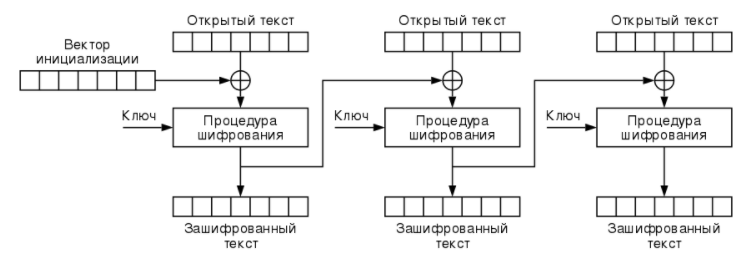 Открытый текст
Открытый текст
Открытый текст
Вектор
инициализации
Ключ
Процедура
шифрования
Ключ
Процедура
шифрования
Ключ
Процедура
шифрования
Зашифрованный
текст
Зашифрованный
текст
Зашифрованный
текст